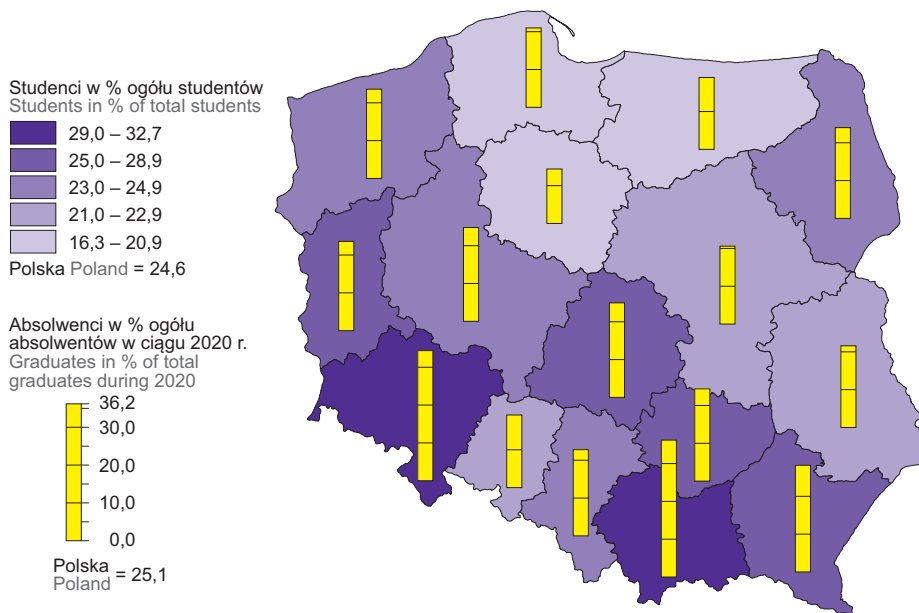 Studenci w % ogółu studentów
Students in % of total students
29,0 – 32,7
25,0 – 28,9
23,0 – 24,9
21,0 – 22,9
16,3 – 20,9
Polska Poland = 24,6
Absolwenci w % ogółu
absolwentów w ciągu 2020 r.
Graduates in % of total
graduates during 2020
36,2
30,0
20,0
10,0
0,0
Polska
Poland = 25,1